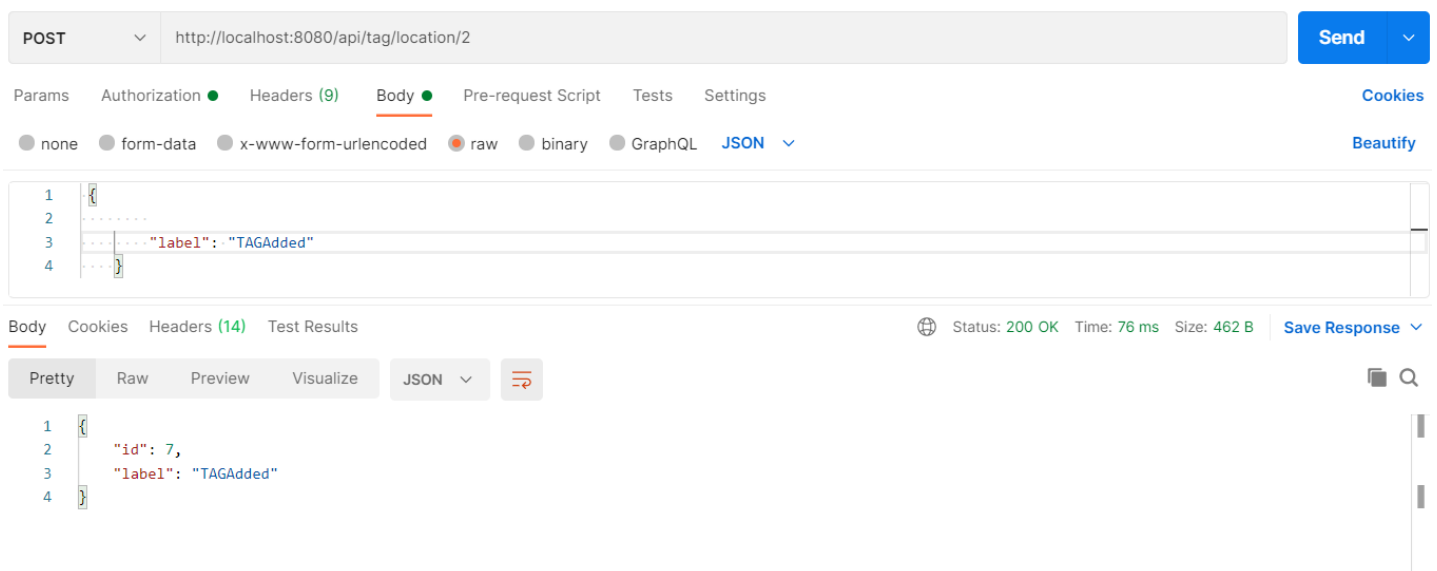 POST http://localhost:8080/api/tag/location/2 Send
Params Authorization Headers (9) Body Pre-request Script Tests Settings Cookies
none form-data x-www-form-urlencoded raw binary GraphQL JSON Beautify
1 {
2
3 "label": "TAGAdded"
4 }
Body Cookies Headers (14) Test Results Status: 200 OK Time: 76 ms Size: 462 B Save Response
Pretty Raw Preview Visualize JSON
1 {
2 "id": 7,
3 "label": "TAGAdded"
4 }